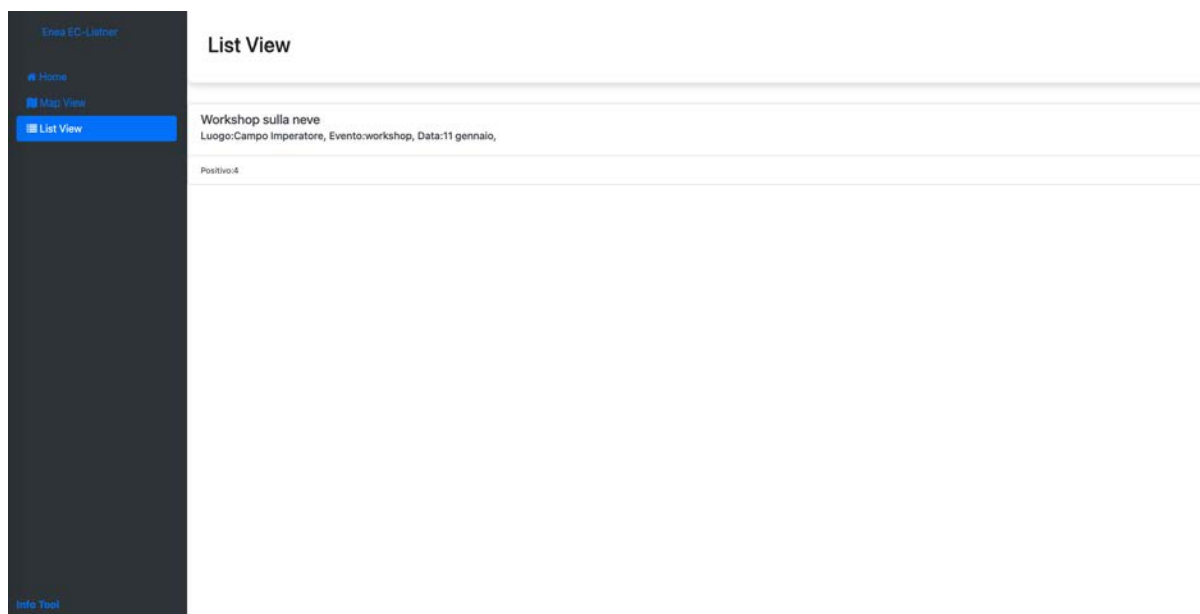 Enea EC-Listner
Home
Map View
List View
Info Tool
List View
Workshop sulla neve
Luogo:Campo Imperatore, Evento:workshop, Data:11 gennaio,
Positivo:4